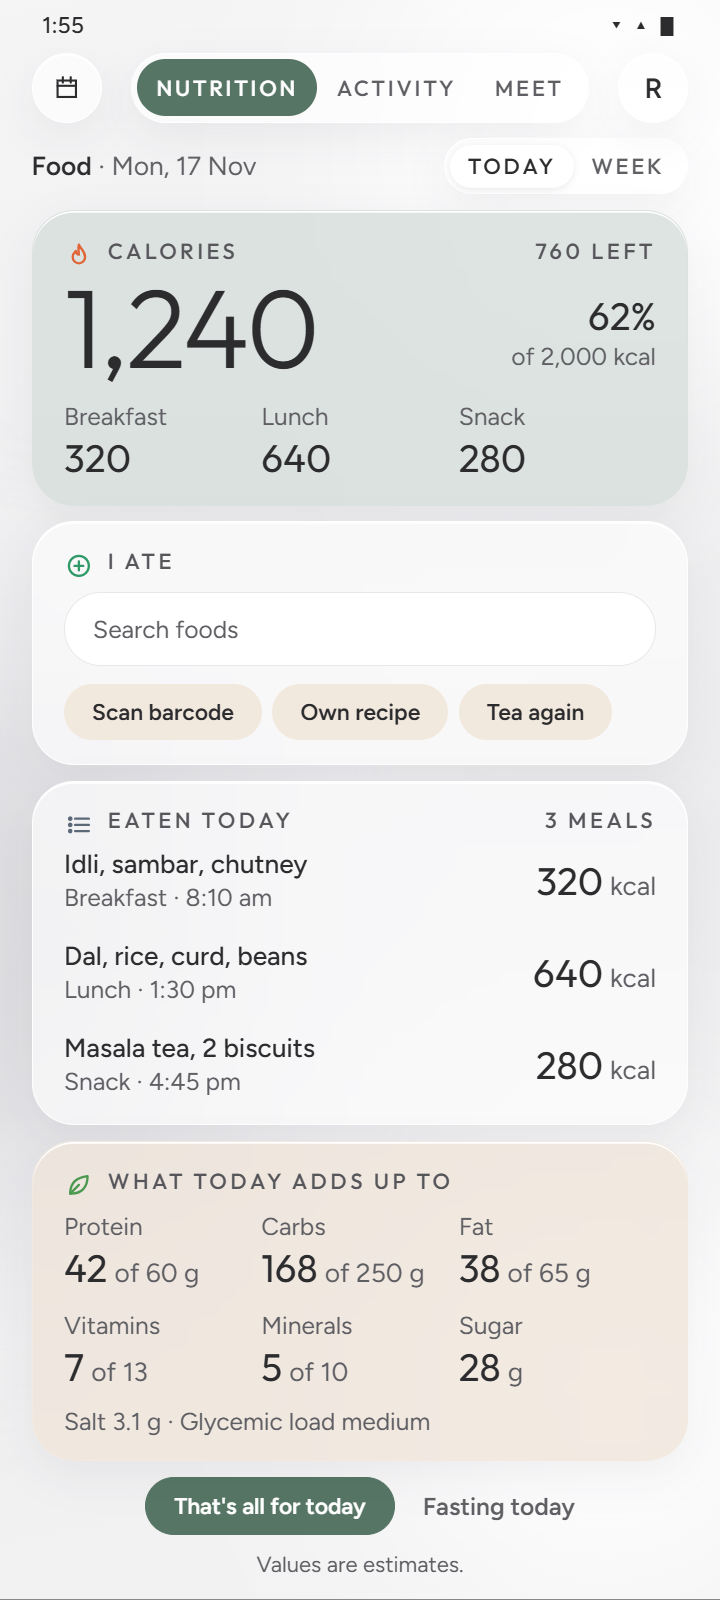 1:55
NUTRITION ACTIVITY MEET R
Food · Mon, 17 Nov TODAY WEEK
CALORIES 760 LEFT
1,240 62%
of 2,000 kcal
Breakfast Lunch Snack
320 640 280
I ATE
Search foods
Scan barcode Own recipe Tea again
EATEN TODAY 3 MEALS
Idli, sambar, chutney
Breakfast · 8:10 am 320 kcal
Dal, rice, curd, beans
Lunch · 1:30 pm 640 kcal
Masala tea, 2 biscuits
Snack · 4:45 pm 280 kcal
WHAT TODAY ADDS UP TO
Protein Carbs Fat
42 of 60 g 168 of 250 g 38 of 65 g
Vitamins Minerals Sugar
7 of 13 5 of 10 28 g
Salt 3.1 g · Glycemic load medium
That's all for today Fasting today
Values are estimates.